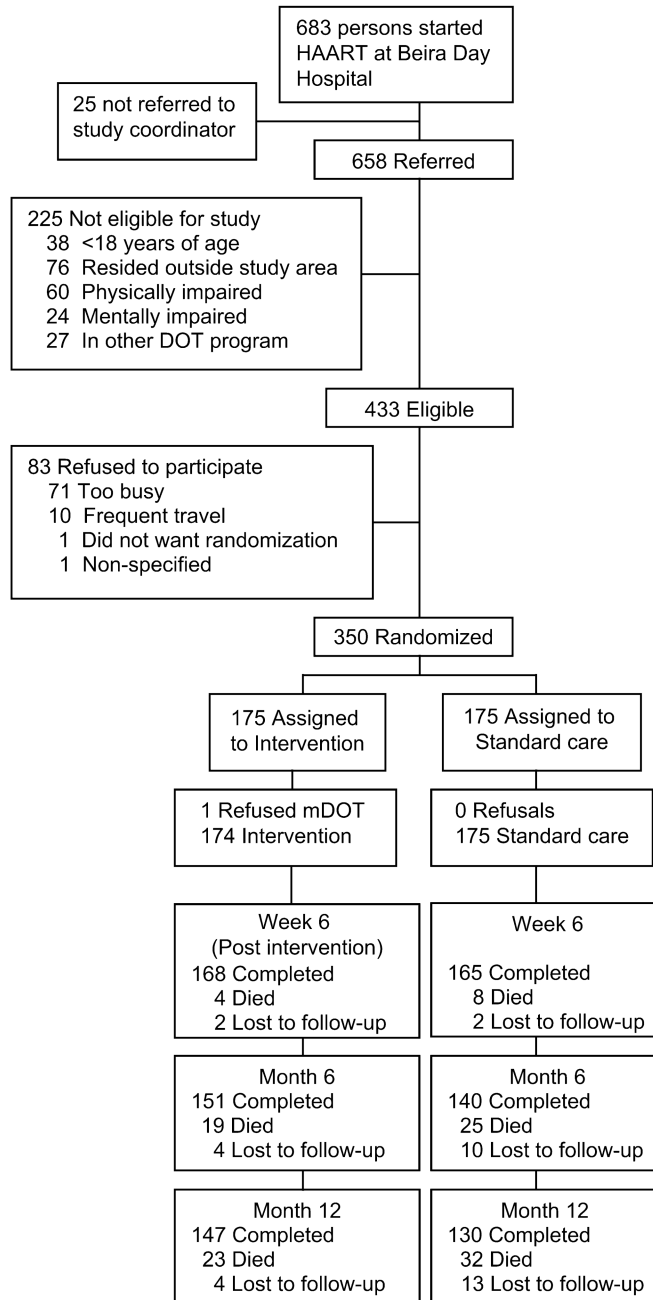 683 persons started
HAART at Beira Day
Hospital
25 not referred to
study coordinator
658 Referred
225 Not eligible for study
38 <18 years of age
76 Resided outside study area
60 Physically impaired
24 Mentally impaired
27 In other DOT program
433 Eligible
83 Refused to participate
71 Too busy
10 Frequent travel
1 Did not want randomization
1 Non-specified
350 Randomized
175 Assigned
to Intervention
175 Assigned to
Standard care
1 Refused mDOT
174 Intervention
0 Refusals
175 Standard care
Week 6
(Post intervention)
168 Completed
4 Died
2 Lost to follow-up
Week 6
165 Completed
8 Died
2 Lost to follow-up
Month 6
151 Completed
19 Died
4 Lost to follow-up
Month 6
140 Completed
25 Died
10 Lost to follow-up
Month 12
147 Completed
23 Died
4 Lost to follow-up
Month 12
130 Completed
32 Died
13 Lost to follow-up